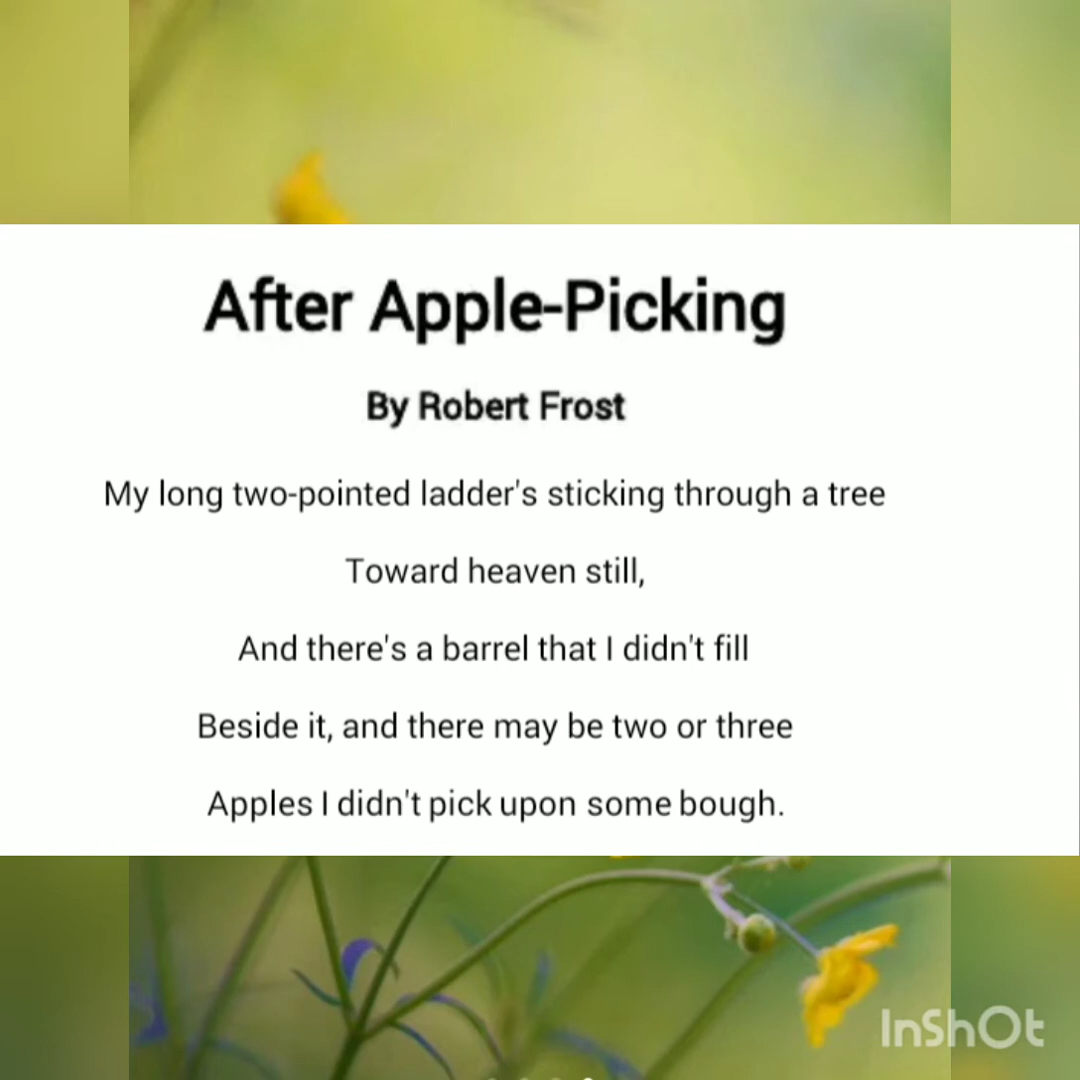 After Apple-Picking
By Robert Frost
My long two-pointed ladder's sticking through a tree
Toward heaven still,
And there's a barrel that I didn't fill
Beside it, and there may be two or three
Apples I didn't pick upon some bough.
InShOt